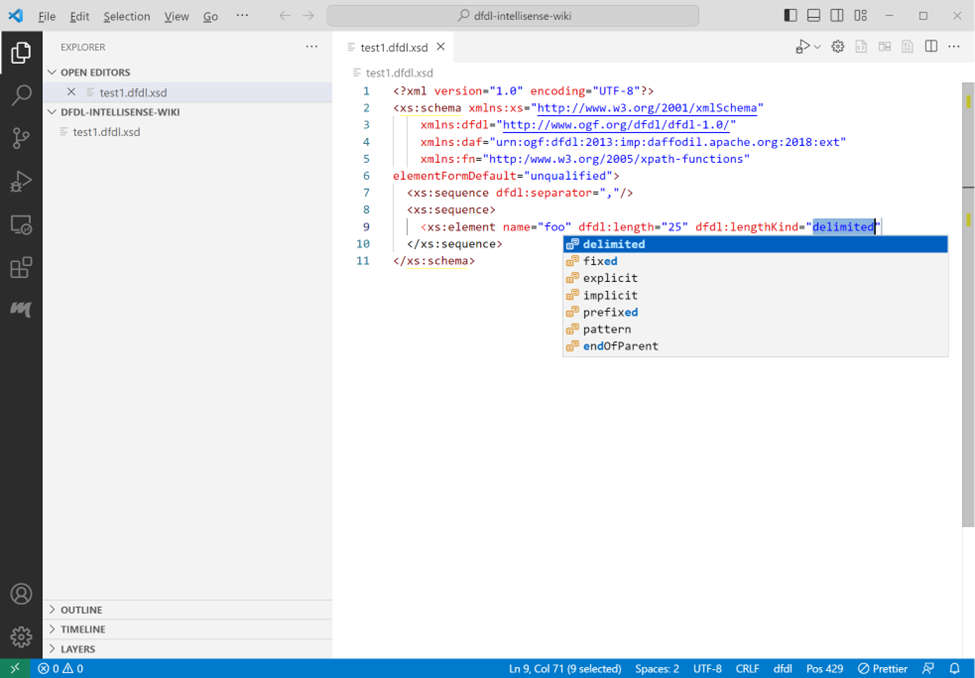 File Edit Selection View Go ··· dfdl-intellisense-wiki
EXPLORER ···
OPEN EDITORS
test1.dfdl.xsd
DFDL-INTELLISENSE-WIKI
test1.dfdl.xsd
OUTLINE
TIMELINE
LAYERS
test1.dfdl.xsd
test1.dfdl.xsd
1 <?xml version="1.0" encoding="UTF-8"?>
2 <xs:schema xmlns:xs="http://www.w3.org/2001/xmlSchema"
3 xmlns:dfdl="http://www.ogf.org/dfdl/dfdl-1.0/"
4 xmlns:daf="urn:ogf:dfdl:2013:imp:daffodil.apache.org:2018:ext"
5 xmlns:fn="http:/www.w3.org/2005/xpath-functions"
6 elementFormDefault="unqualified">
7 <xs:sequence dfdl:separator=","/>
8 <xs:sequence>
9 <xs:element name="foo" dfdl:length="25" dfdl:lengthKind="delimited"
10 </xs:sequence>
11 </xs:schema>
delimited
fixed
explicit
implicit
prefixed
pattern
endOfParent
0 0 Ln 9, Col 71 (9 selected) Spaces: 2 UTF-8 CRLF dfdl Pos 429 Prettier